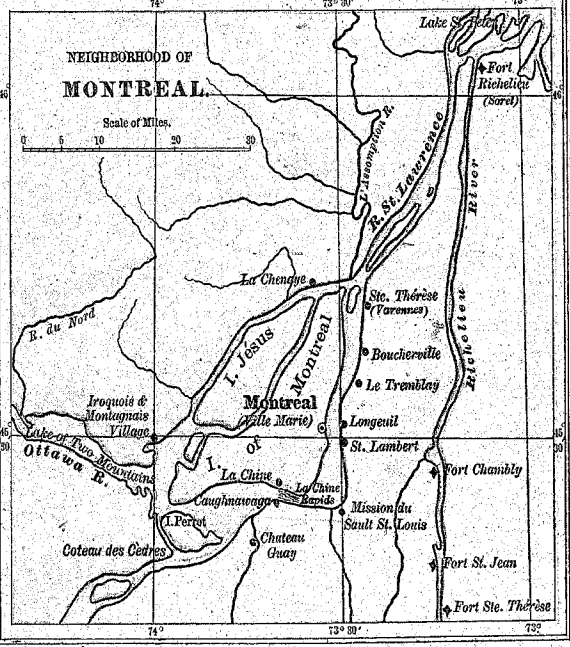 74°
73° 30'
Lake St. Peter
NEIGHBORHOOD OF
MONTREAL.
Scale of Miles.
0 5 10 20 30
Fort
Richelieu
(Sorel)
46°
46°
L'Assomption R.
R. St. Lawrence
River
Richelieu
La Chenaye
Ste. Thérèse
(Varennes)
R. du Nord
I. Jésus
Boucherville
Le Tremblay
I. of Montreal
Montreal
(Ville Marie)
Iroquois &
Montagnais
Village
Longeuil
45°
30
45°
30
St. Lambert
Lake of Two Mountains
Ottawa R.
La Chine
La Chine
Rapids
Fort Chambly
Caughnawaga
I. Perrot
Mission du
Sault St. Louis
Coteau des Cèdres
Chateau
Guay
Fort St. Jean
Fort Ste. Thérèse
74°
73° 30'
73°